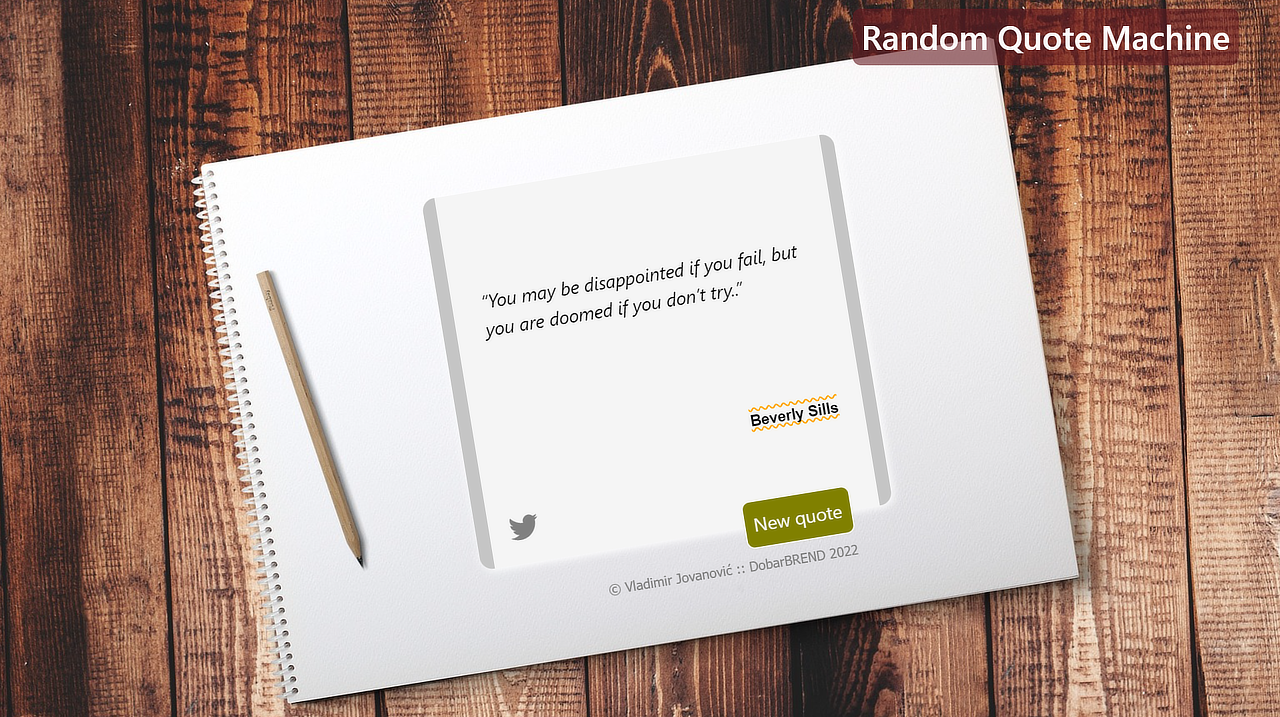 Random Quote Machine
“You may be disappointed if you fail, but
you are doomed if you don’t try..”
Beverly Sills
New quote
© Vladimir Jovanović :: DobarBREND 2022